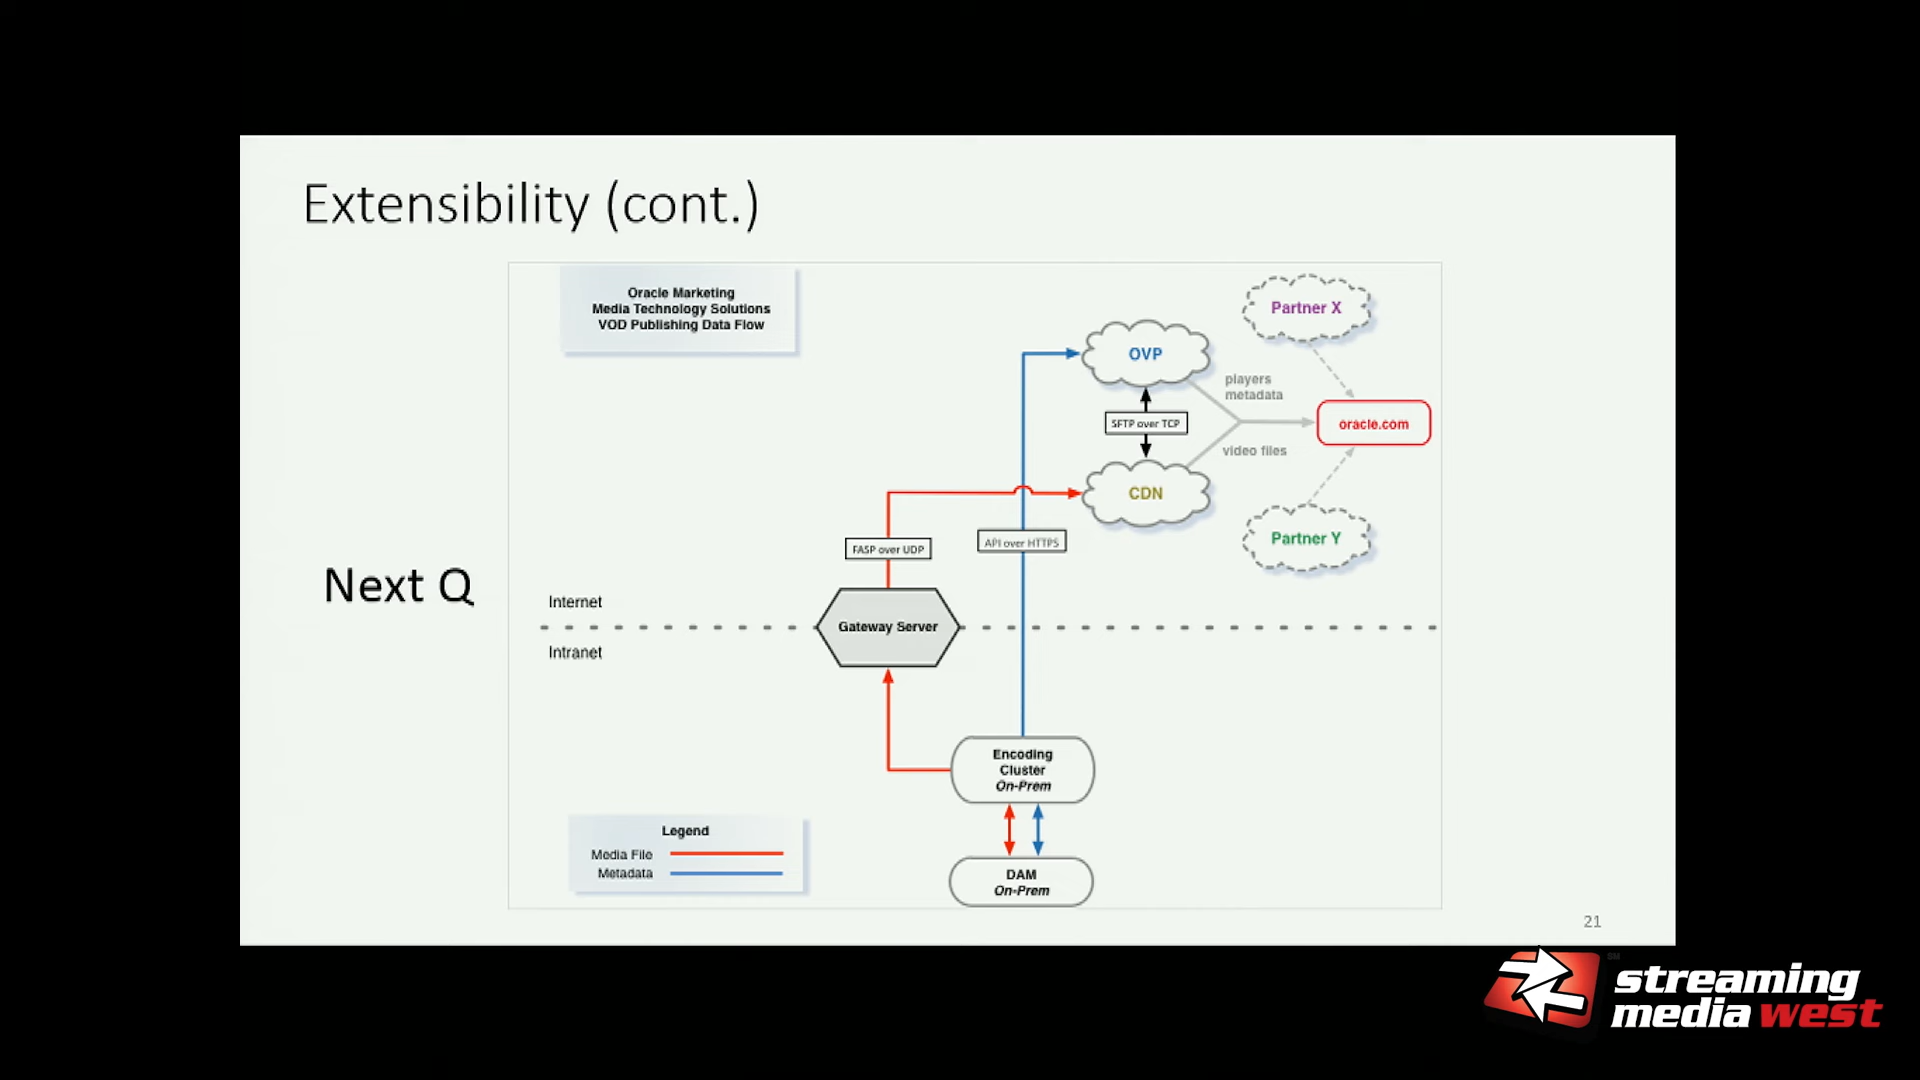 Extensibility (cont.)
Oracle Marketing
Media Technology Solutions
VOD Publishing Data Flow
Partner X
OVP
players
metadata
SFTP over TCP
oracle.com
video files
CDN
Partner Y
FASP over UDP
API over HTTPS
Next Q
Internet
Gateway Server
Intranet
Encoding
Cluster
On-Prem
Legend
Media File
Metadata
DAM
On-Prem
21
SM
streaming
media west